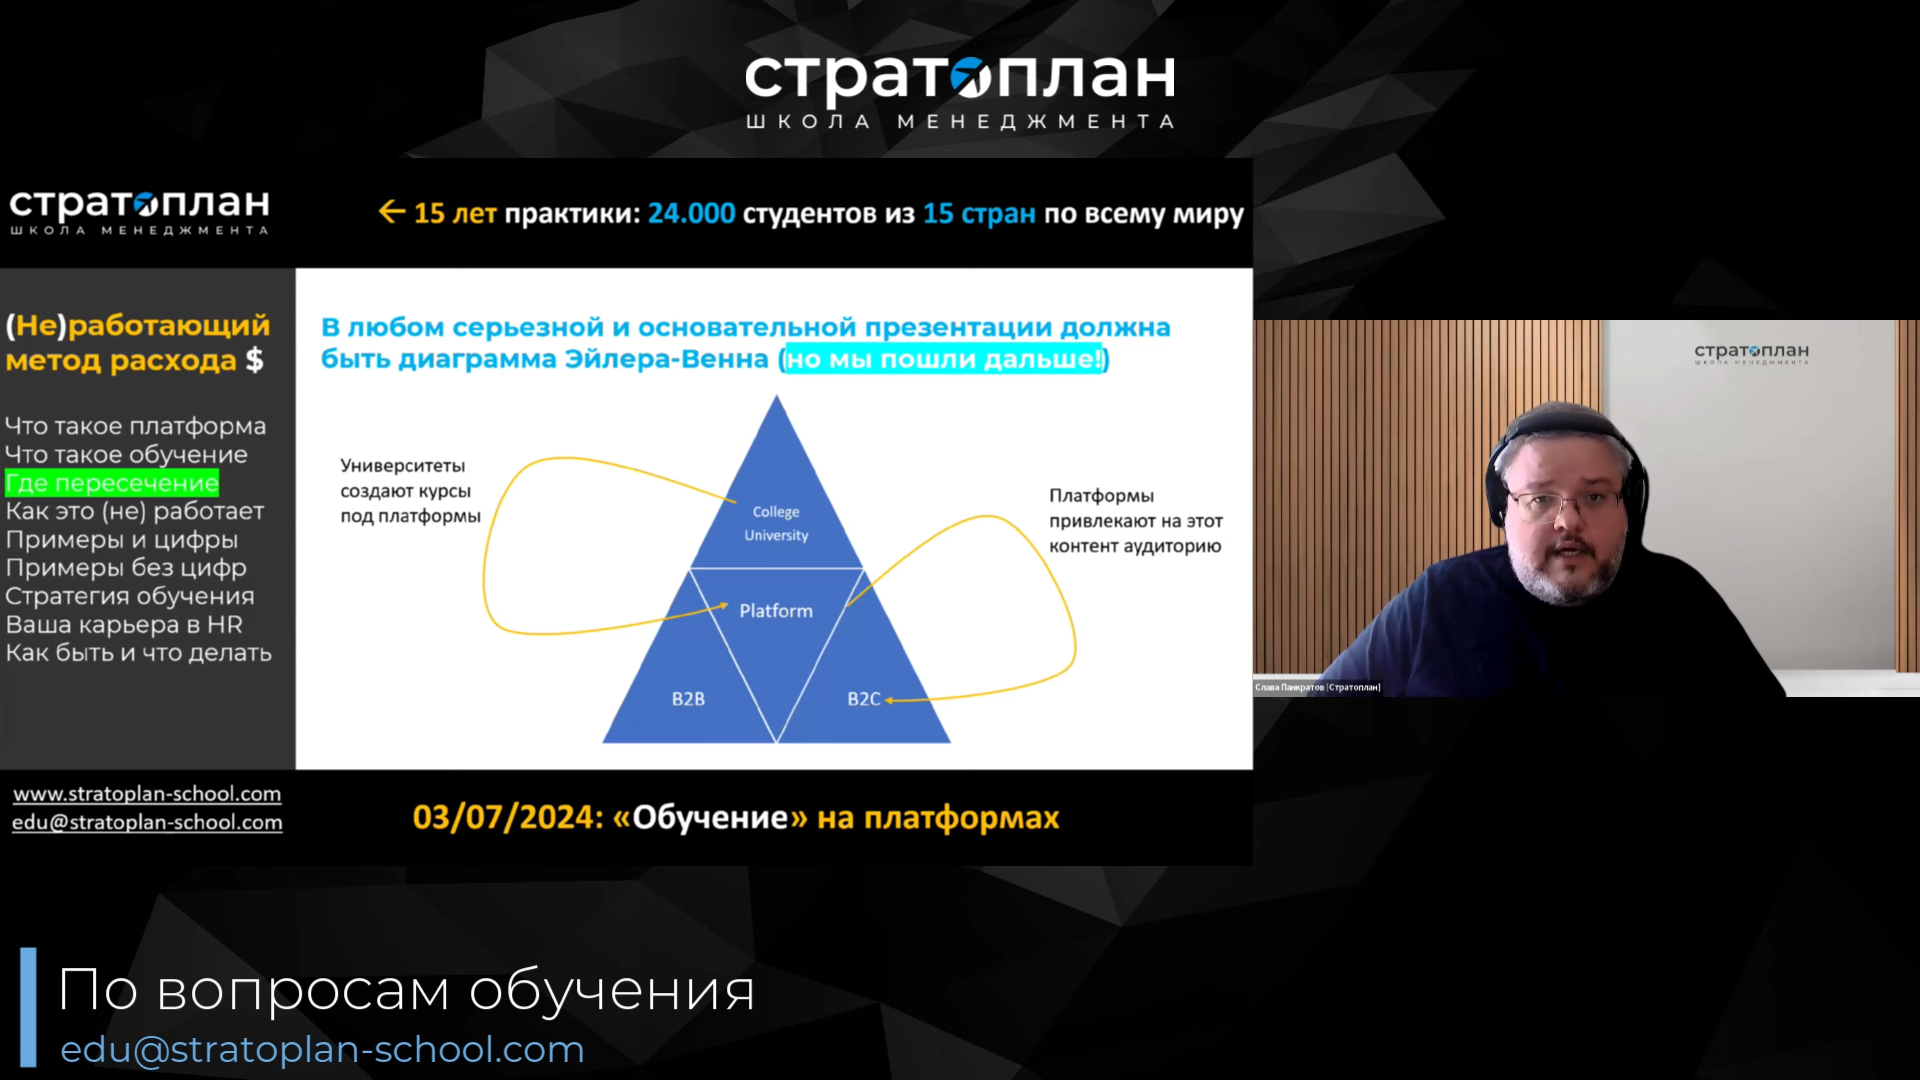 стратоплан
ШКОЛА МЕНЕДЖМЕНТА
стратоплан
ШКОЛА МЕНЕДЖМЕНТА
← 15 лет практики: 24.000 студентов из 15 стран по всему миру
(Не)работающий
метод расхода $
Что такое платформа
Что такое обучение
Где пересечение
Как это (не) работает
Примеры и цифры
Примеры без цифр
Стратегия обучения
Ваша карьера в HR
Как быть и что делать
В любом серьезной и основательной презентации должна
быть диаграмма Эйлера-Венна (но мы пошли дальше!)
Университеты
создают курсы
под платформы
College
University
Platform
B2B
B2C
Платформы
привлекают на этот
контент аудиторию
стратоплан
ШКОЛА МЕНЕДЖМЕНТА
Слава Панкратов [Стратоплан]
www.stratoplan-school.com
edu@stratoplan-school.com
03/07/2024: «Обучение» на платформах
По вопросам обучения
edu@stratoplan-school.com